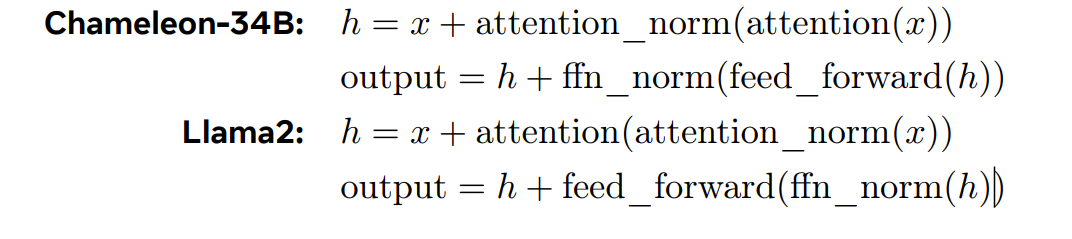 Chameleon-34B: h = x + attention_norm(attention(x))
output = h + ffn_norm(feed_forward(h))
Llama2: h = x + attention(attention_norm(x))
output = h + feed_forward(ffn_norm(h))